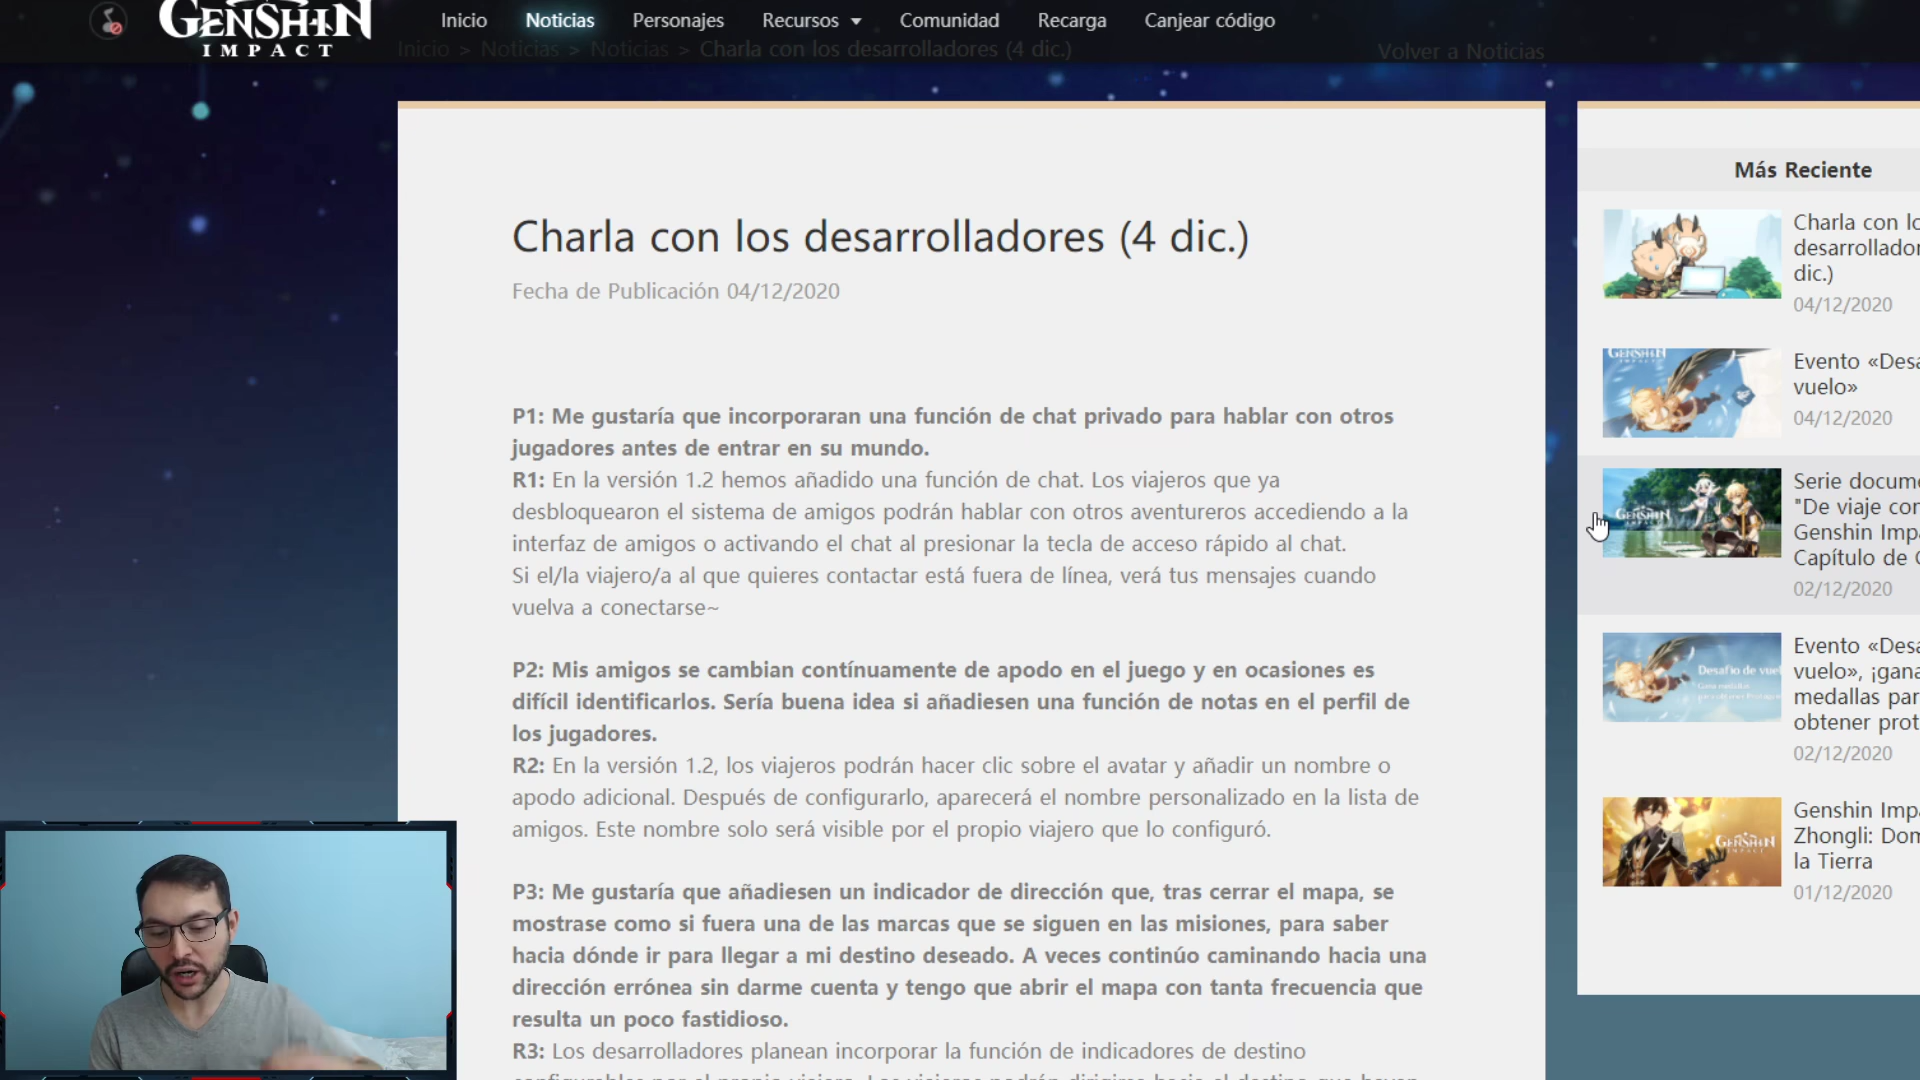 GENSHIN
IMPACT
Inicio
Noticias
Personajes
Recursos
Comunidad
Recarga
Canjear código
Inicio > Noticias > Noticias > Charla con los desarrolladores (4 dic.)
Volver a Noticias
Charla con los desarrolladores (4 dic.)
Fecha de Publicación 04/12/2020
P1: Me gustaría que incorporaran una función de chat privado para hablar con otros
jugadores antes de entrar en su mundo.
R1: En la versión 1.2 hemos añadido una función de chat. Los viajeros que ya
desbloquearon el sistema de amigos podrán hablar con otros aventureros accediendo a la
interfaz de amigos o activando el chat al presionar la tecla de acceso rápido al chat.
Si el/la viajero/a al que quieres contactar está fuera de línea, verá tus mensajes cuando
vuelva a conectarse~
P2: Mis amigos se cambian contínuamente de apodo en el juego y en ocasiones es
difícil identificarlos. Sería buena idea si añadiesen una función de notas en el perfil de
los jugadores.
R2: En la versión 1.2, los viajeros podrán hacer clic sobre el avatar y añadir un nombre o
apodo adicional. Después de configurarlo, aparecerá el nombre personalizado en la lista de
amigos. Este nombre solo será visible por el propio viajero que lo configuró.
P3: Me gustaría que añadiesen un indicador de dirección que, tras cerrar el mapa, se
mostrase como si fuera una de las marcas que se siguen en las misiones, para saber
hacia dónde ir para llegar a mi destino deseado. A veces continúo caminando hacia una
dirección errónea sin darme cuenta y tengo que abrir el mapa con tanta frecuencia que
resulta un poco fastidioso.
R3: Los desarrolladores planean incorporar la función de indicadores de destino
Más Reciente
Charla con lo
desarrollador
dic.)
04/12/2020
GENSHIN
Evento «Desa
vuelo»
04/12/2020
GENSHIN
Serie docume
"De viaje con
Genshin Impa
Capítulo de
02/12/2020
Desafío de vue
Evento «Desa
vuelo», ¡gana
medallas par
obtener prot
02/12/2020
GENSHIN
IMPACT
Genshin Impa
Zhongli: Dom
la Tierra
01/12/2020